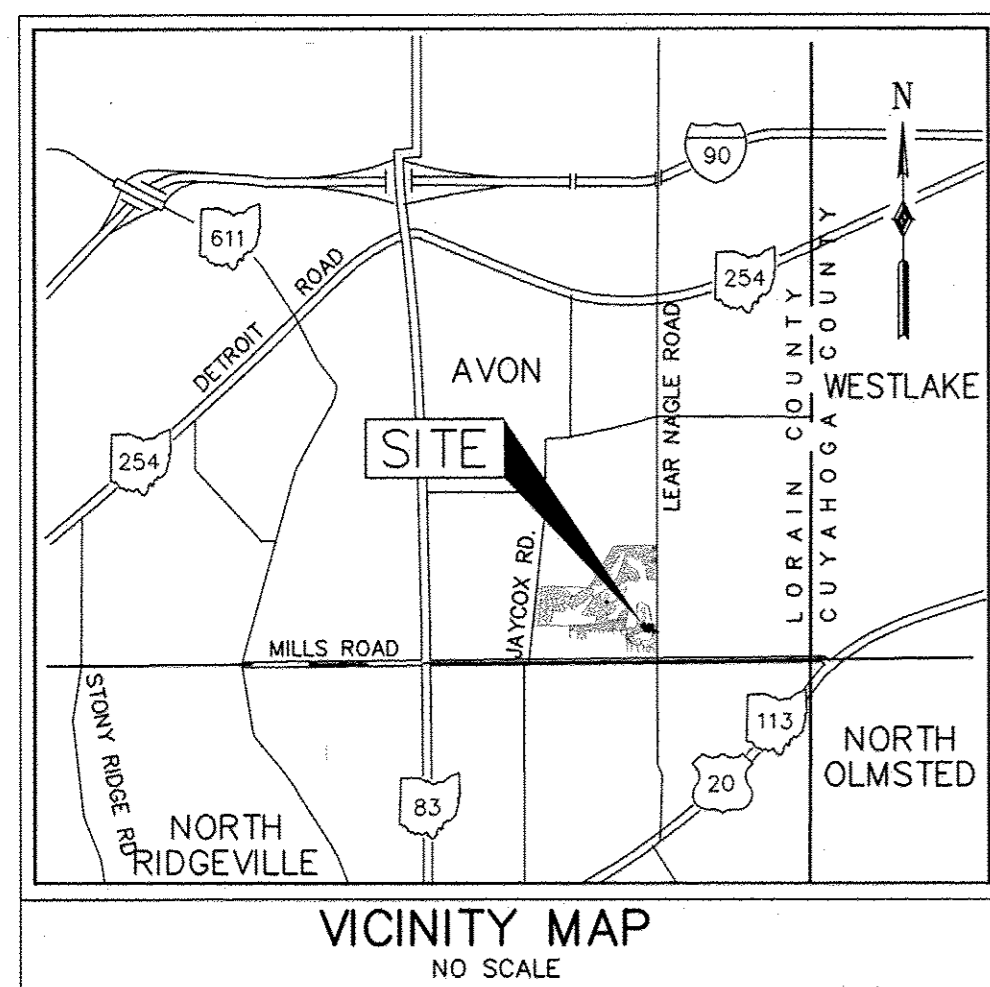 N
90
611
254
DETROIT ROAD
AVON
LEAR NAGLE ROAD
LORAIN COUNTY
CUYAHOGA COUNTY
WESTLAKE
SITE
254
JAYCOX RD.
MILLS ROAD
STONY RIDGE RD
113
NORTH
OLMSTED
20
83
NORTH
RIDGEVILLE
VICINITY MAP
NO SCALE